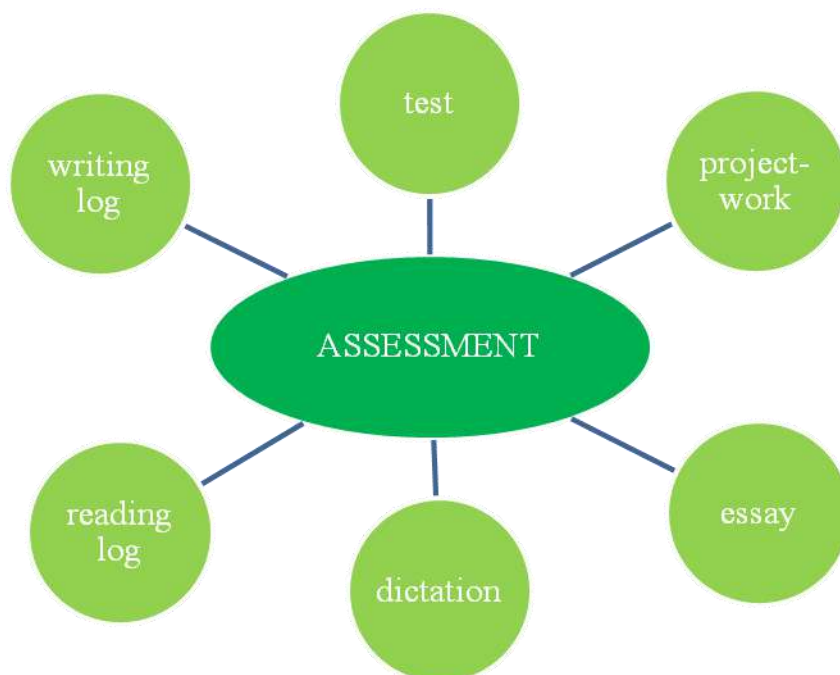 test
writing
log
project-
work
ASSESSMENT
reading
log
essay
dictation